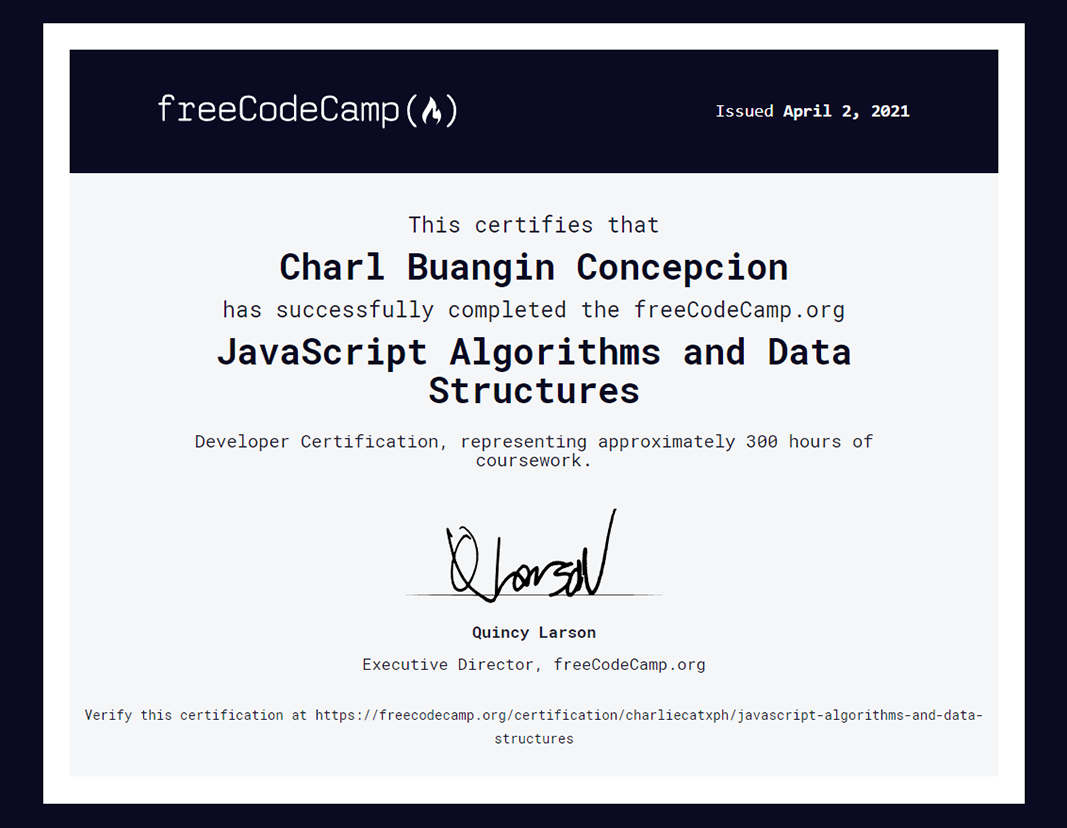 freeCodeCamp
Issued April 2, 2021
This certifies that
Charl Buangin Concepcion
has successfully completed the freeCodeCamp.org
JavaScript Algorithms and Data
Structures
Developer Certification, representing approximately 300 hours of
coursework.
Q Larson
Quincy Larson
Executive Director, freeCodeCamp.org
Verify this certification at https://freecodecamp.org/certification/charliecatxph/javascript-algorithms-and-data-
structures